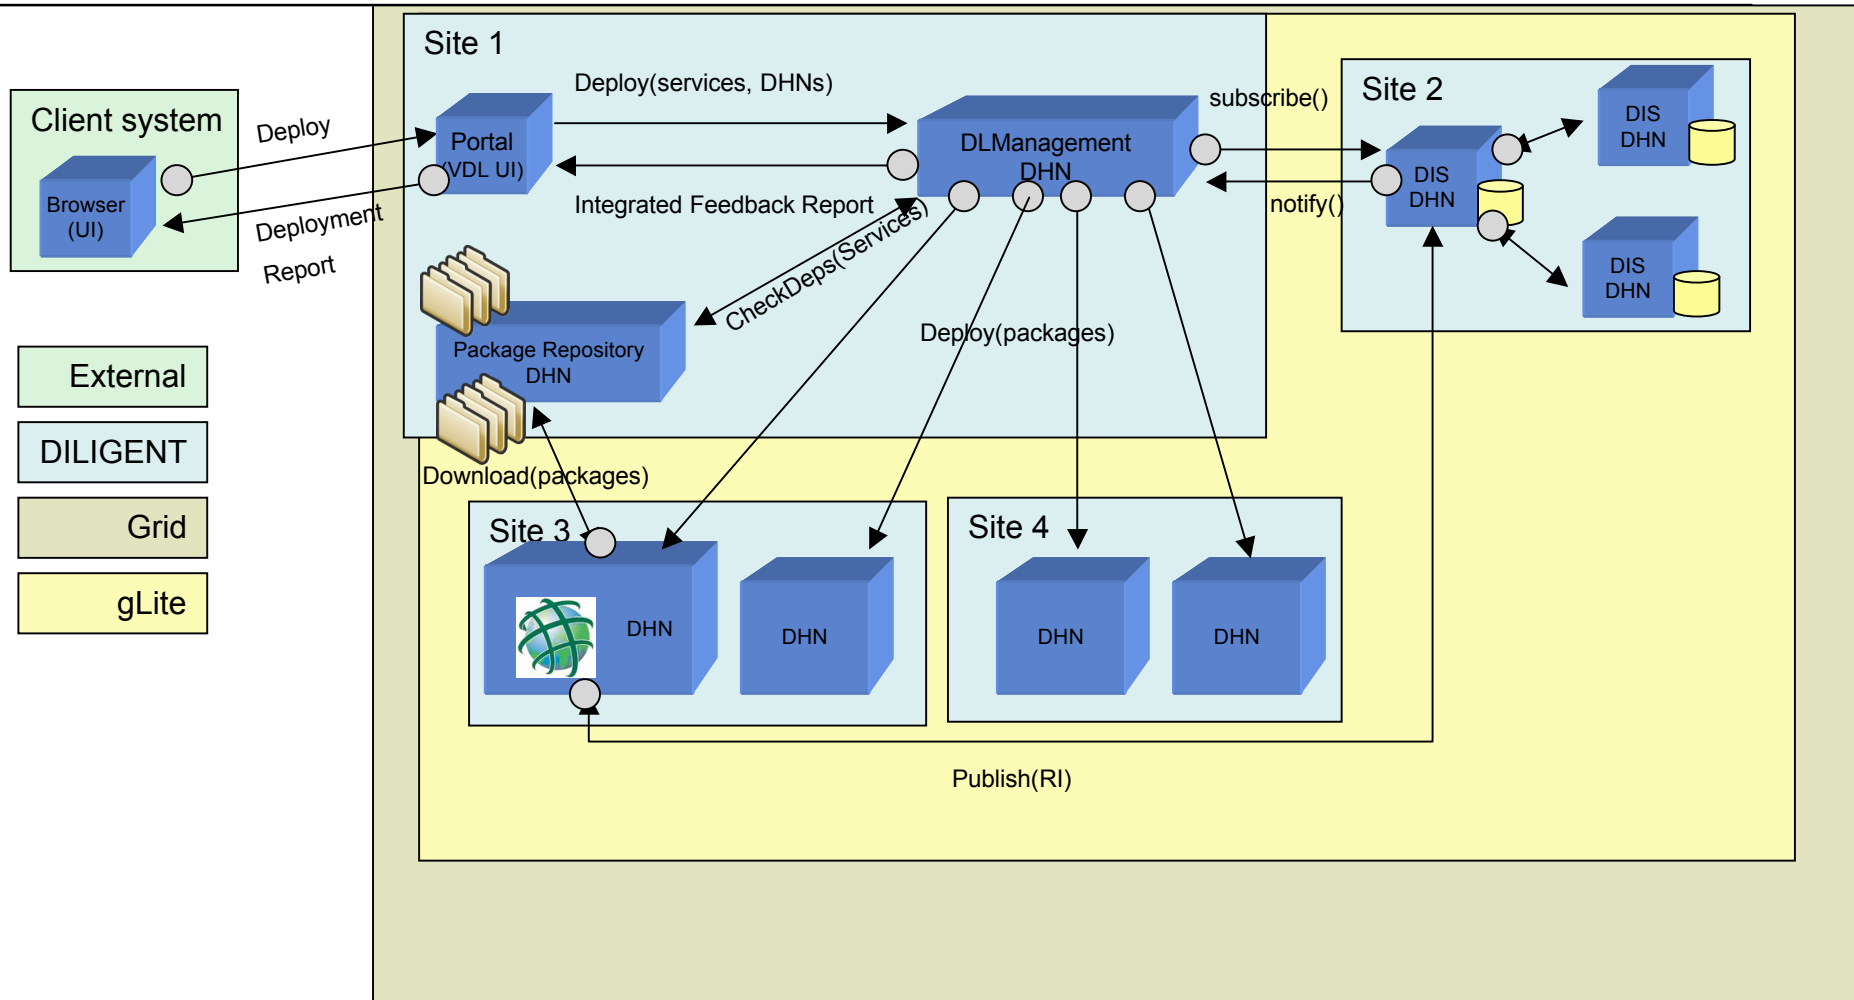 Site 1
Deploy(services, DHNs)
subscribe()
Site 2
Client system
Deploy
Portal
(VDL UI)
DLManagement
DHN
DIS
DHN
Browser
(UI)
Deployment
Report
Integrated Feedback Report
notify()
DIS
DHN
CheckDeps(Services)
DIS
DHN
Package Repository
DHN
Deploy(packages)
External
DILIGENT
Grid
gLite
Download(packages)
Site 3
Site 4
DHN
DHN
DHN
DHN
Publish(RI)